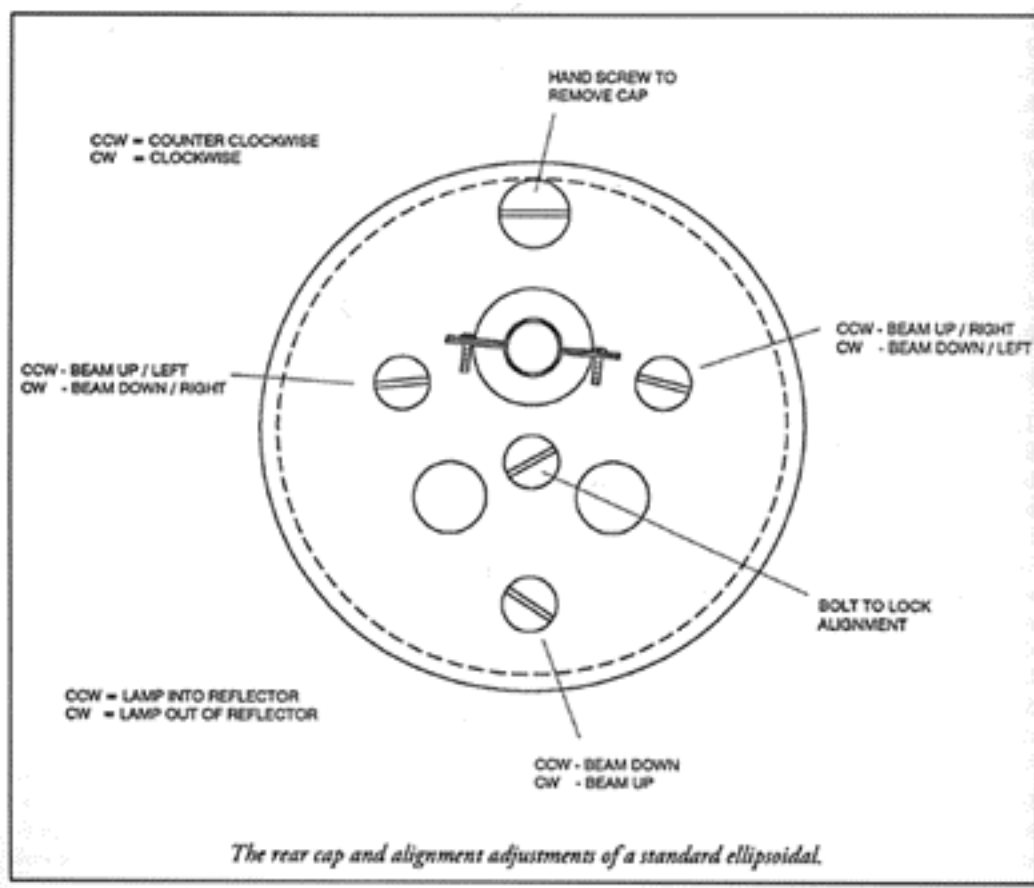 HAND SCREW TO
REMOVE CAP
CCW = COUNTER CLOCKWISE
CW = CLOCKWISE
CCW - BEAM UP / RIGHT
CW - BEAM DOWN / LEFT
CCW - BEAM UP / LEFT
CW - BEAM DOWN / RIGHT
BOLT TO LOCK
ALIGNMENT
CCW = LAMP INTO REFLECTOR
CW = LAMP OUT OF REFLECTOR
CCW - BEAM DOWN
CW - BEAM UP
The rear cap and alignment adjustments of a standard ellipsoidal.